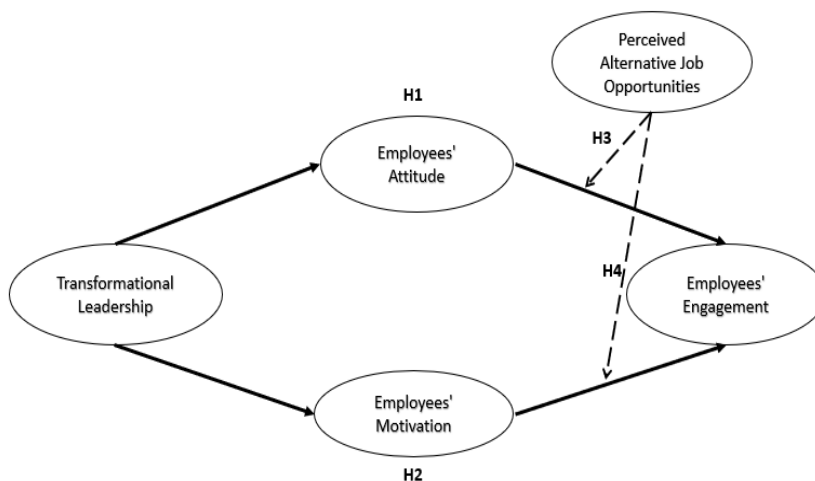 Perceived
Alternative Job
Opportunities
H1
H3
Employees'
Attitude
H4
Transformational
Leadership
Employees'
Engagement
Employees'
Motivation
H2